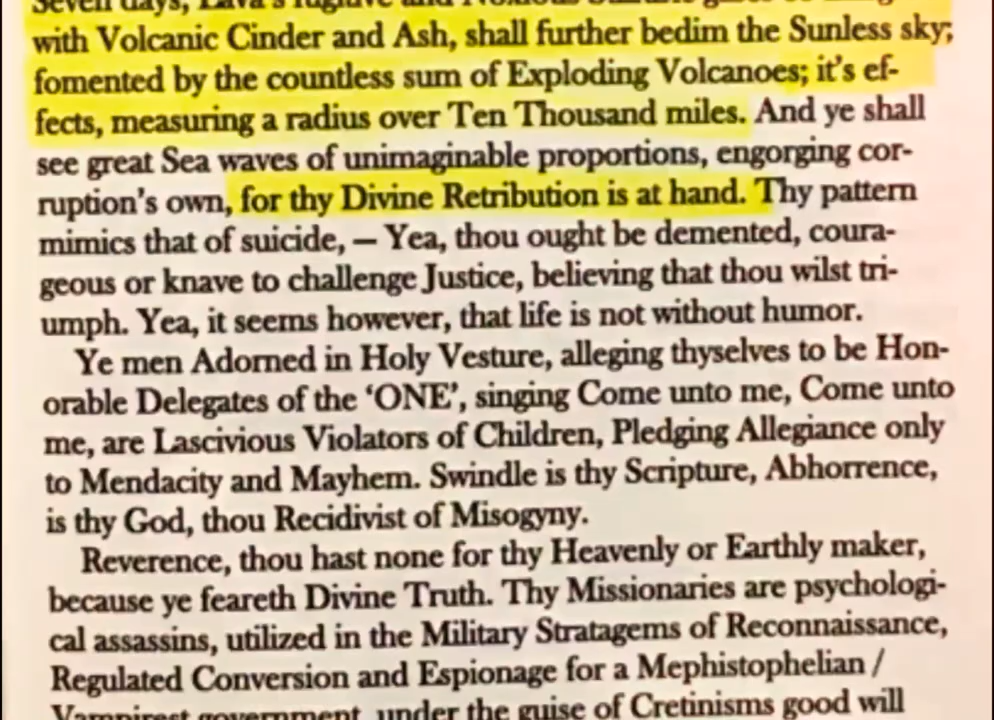 Seven days, Lava's fugitive and Noxious
with Volcanic Cinder and Ash, shall further bedim the Sunless sky;
fomented by the countless sum of Exploding Volcanoes; it's ef-
fects, measuring a radius over Ten Thousand miles. And ye shall
see great Sea waves of unimaginable proportions, engorging cor-
ruption's own, for thy Divine Retribution is at hand. Thy pattern
mimics that of suicide, — Yea, thou ought be demented, coura-
geous or knave to challenge Justice, believing that thou wilst tri-
umph. Yea, it seems however, that life is not without humor.
Ye men Adorned in Holy Vesture, alleging thyselves to be Hon-
orable Delegates of the ‘ONE’, singing Come unto me, Come unto
me, are Lascivious Violators of Children, Pledging Allegiance only
to Mendacity and Mayhem. Swindle is thy Scripture, Abhorrence,
is thy God, thou Recidivist of Misogyny.
Reverence, thou hast none for thy Heavenly or Earthly maker,
because ye feareth Divine Truth. Thy Missionaries are psychologi-
cal assassins, utilized in the Military Stratagems of Reconnaissance,
Regulated Conversion and Espionage for a Mephistophelian /
Vampirest government, under the guise of Cretinisms good will